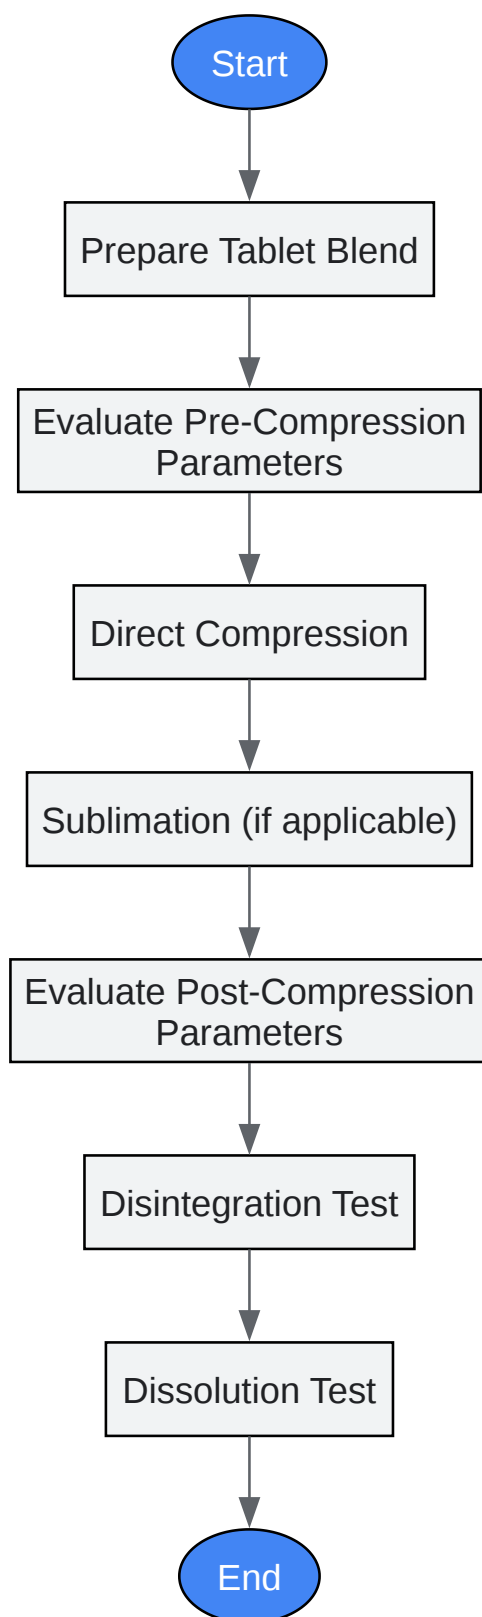 Start
Prepare Tablet Blend
Evaluate Pre-Compression
Parameters
Direct Compression
Sublimation (if applicable)
Evaluate Post-Compression
Parameters
Disintegration Test
Dissolution Test
End